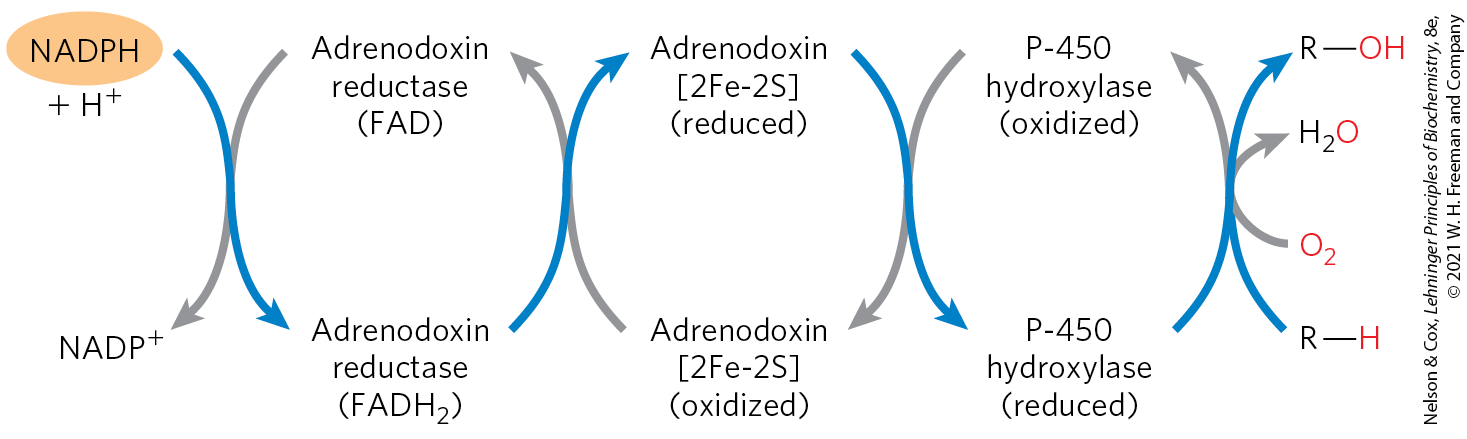 NADPH
+ H⁺
Adrenodoxin
reductase
(FAD)
Adrenodoxin
[2Fe-2S]
(reduced)
P-450
hydroxylase
(oxidized)
R—OH
H₂O
O₂
R—H
NADP⁺
Adrenodoxin
reductase
(FADH₂)
Adrenodoxin
[2Fe-2S]
(oxidized)
P-450
hydroxylase
(reduced)
Nelson & Cox, Lehninger Principles of Biochemistry, 8e,
© 2021 W. H. Freeman and Company